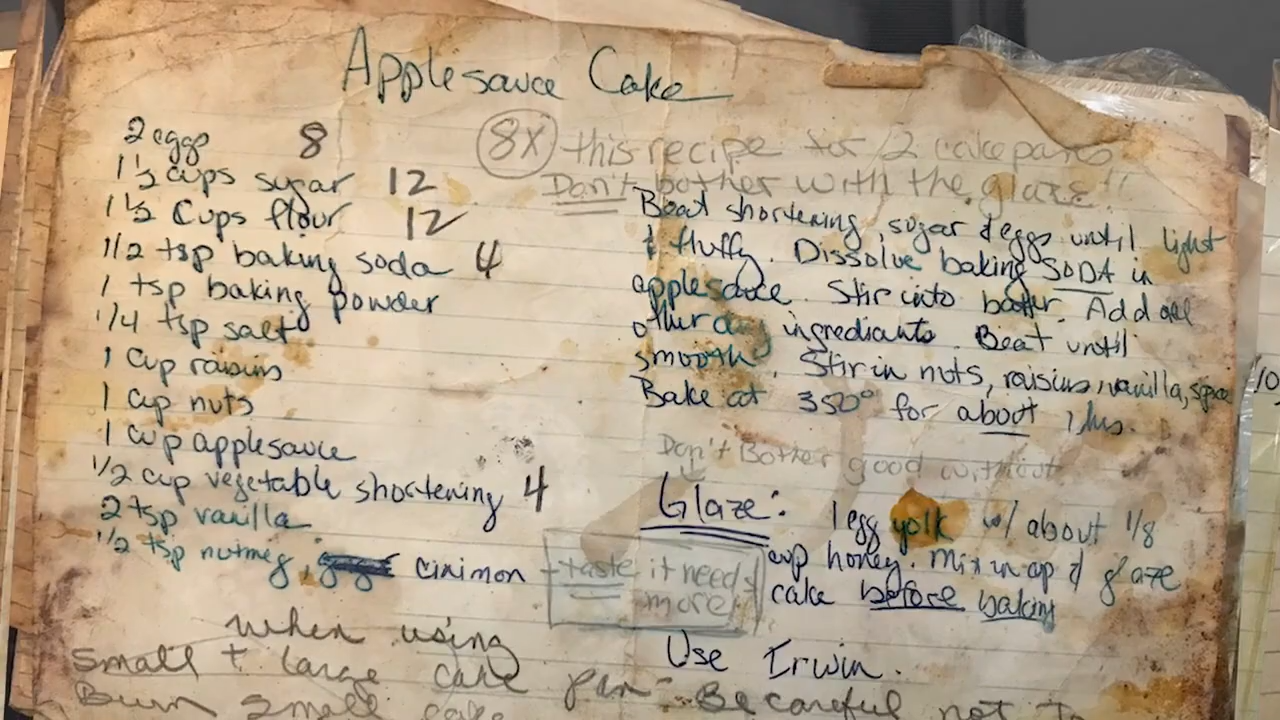 Applesauce Cake
2 eggs 8
1 1/2 cups sugar 12
1 1/2 Cups flour 12
1/2 tsp baking soda 4
1 tsp baking powder
1/4 tsp salt
1 cup raisins
1 cup nuts
1 cup applesauce
1/2 cup vegetable shortening 4
2 tsp vanilla
1/2 tsp nutmeg, cinimon
taste it needs
more!
8X this recipe for 2 cake pans
Don't bother with the glaze!!
Beat shortening, sugar & eggs until light
& fluffy. Dissolve baking SODA in
applesauce. Stir into batter. Add all
other dry ingredients. Beat until
smooth. Stir in nuts, raisins, vanilla, spice
Bake at 350° for about 1 hrs.
Don't Bother good without
Glaze: 1 egg yolk w/ about 1/8
cup honey. Mix up & glaze
cake before baking
Use Irwin.
when using
small + large cake pan - Be careful not to
Burn small cake
10